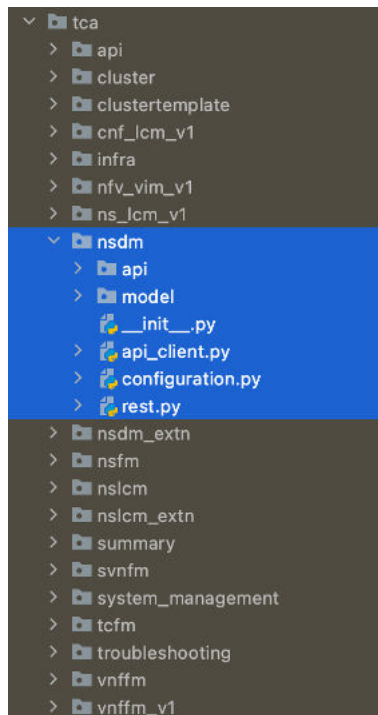 tca
api
cluster
clustertemplate
cnf_lcm_v1
infra
nfv_vim_v1
ns_lcm_v1
nsdm
api
model
__init__.py
api_client.py
configuration.py
rest.py
nsdm_extn
nsfm
nslcm
nslcm_extn
summary
svnfm
system_management
tcfm
troubleshooting
vnffm
vnffm_v1